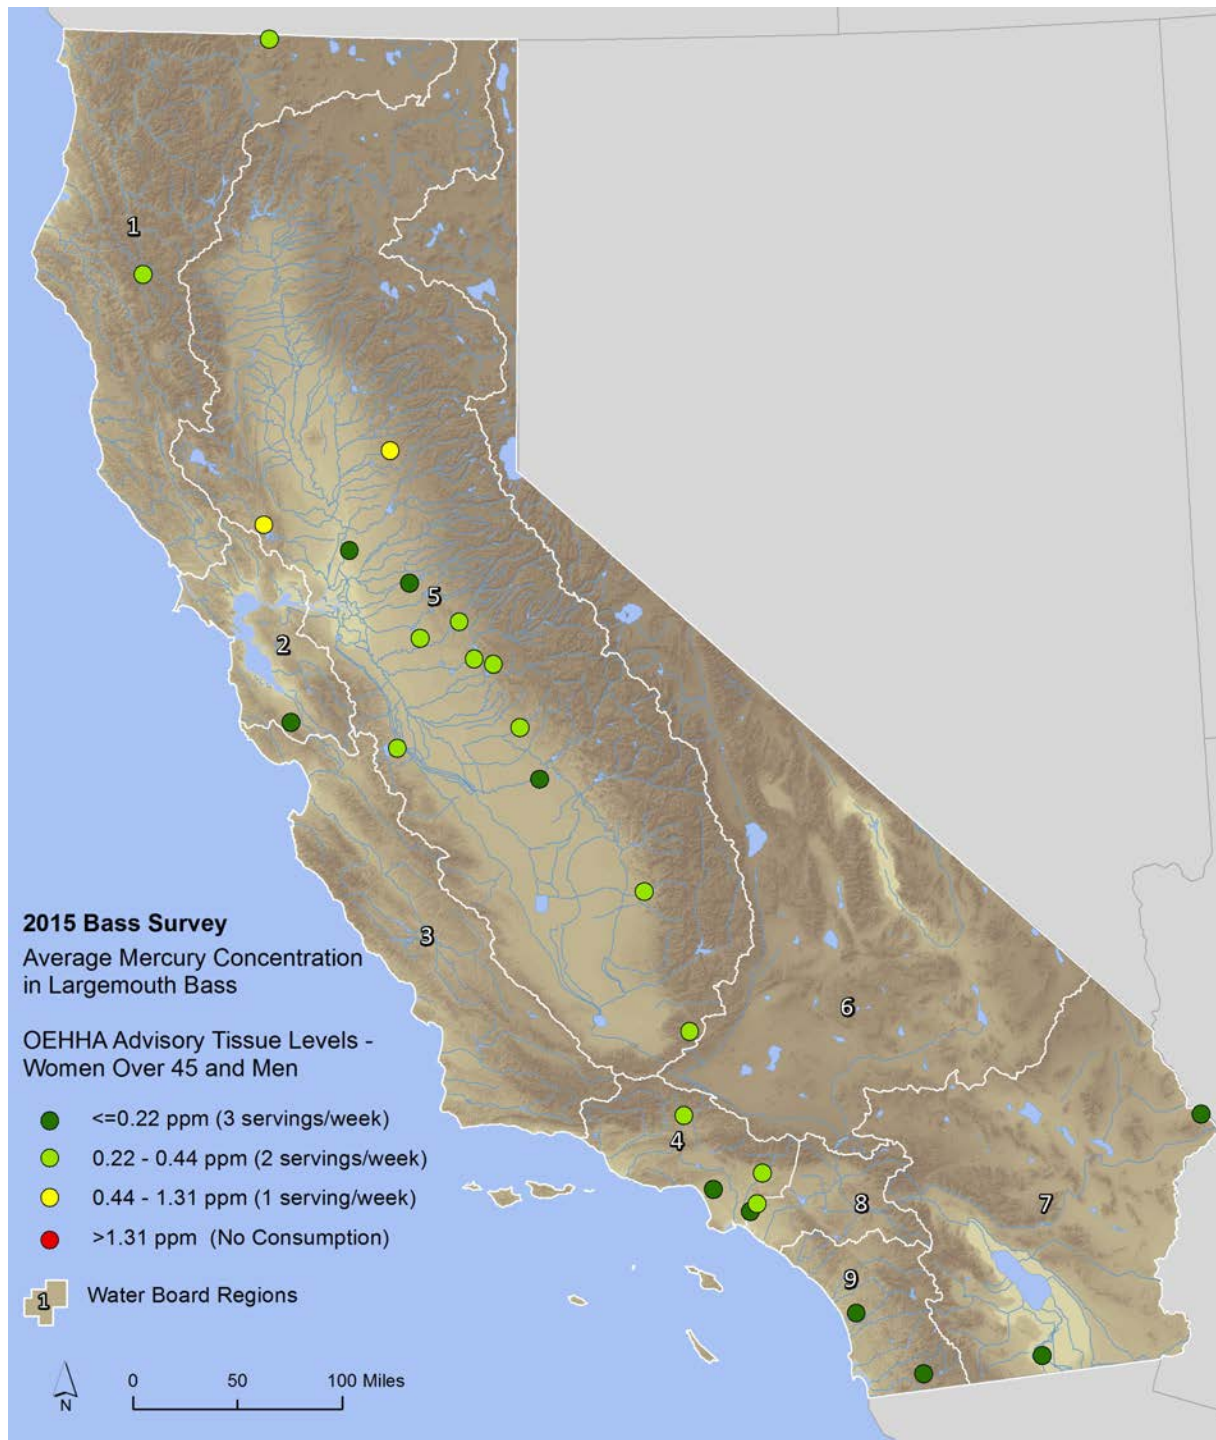 1
5
2
3
6
4
8
7
9
2015 Bass Survey
Average Mercury Concentration
in Largemouth Bass
OEHHA Advisory Tissue Levels -
Women Over 45 and Men
<=0.22 ppm (3 servings/week)
0.22 - 0.44 ppm (2 servings/week)
0.44 - 1.31 ppm (1 serving/week)
>1.31 ppm (No Consumption)
1 Water Board Regions
N
0 50 100 Miles